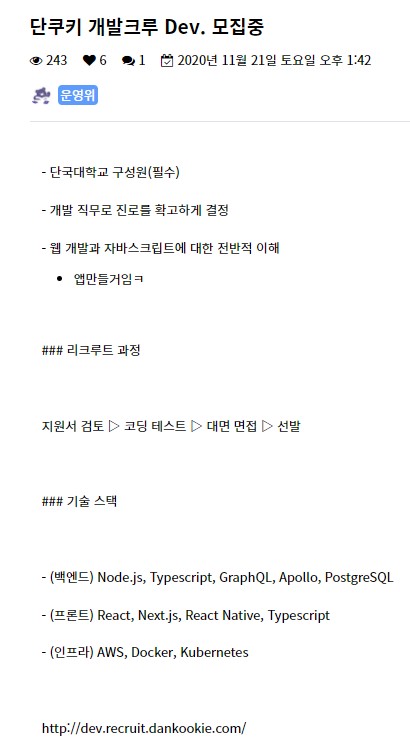 단쿠키 개발크루 Dev. 모집중
243 6 1 2020년 11월 21일 토요일 오후 1:42
운영위
- 단국대학교 구성원(필수)
- 개발 직무로 진로를 확고하게 결정
- 웹 개발과 자바스크립트에 대한 전반적 이해
• 앱만들거임ㅋ
### 리크루트 과정
지원서 검토 ▷ 코딩 테스트 ▷ 대면 면접 ▷ 선발
### 기술 스택
- (백엔드) Node.js, Typescript, GraphQL, Apollo, PostgreSQL
- (프론트) React, Next.js, React Native, Typescript
- (인프라) AWS, Docker, Kubernetes
http://dev.recruit.dankookie.com/